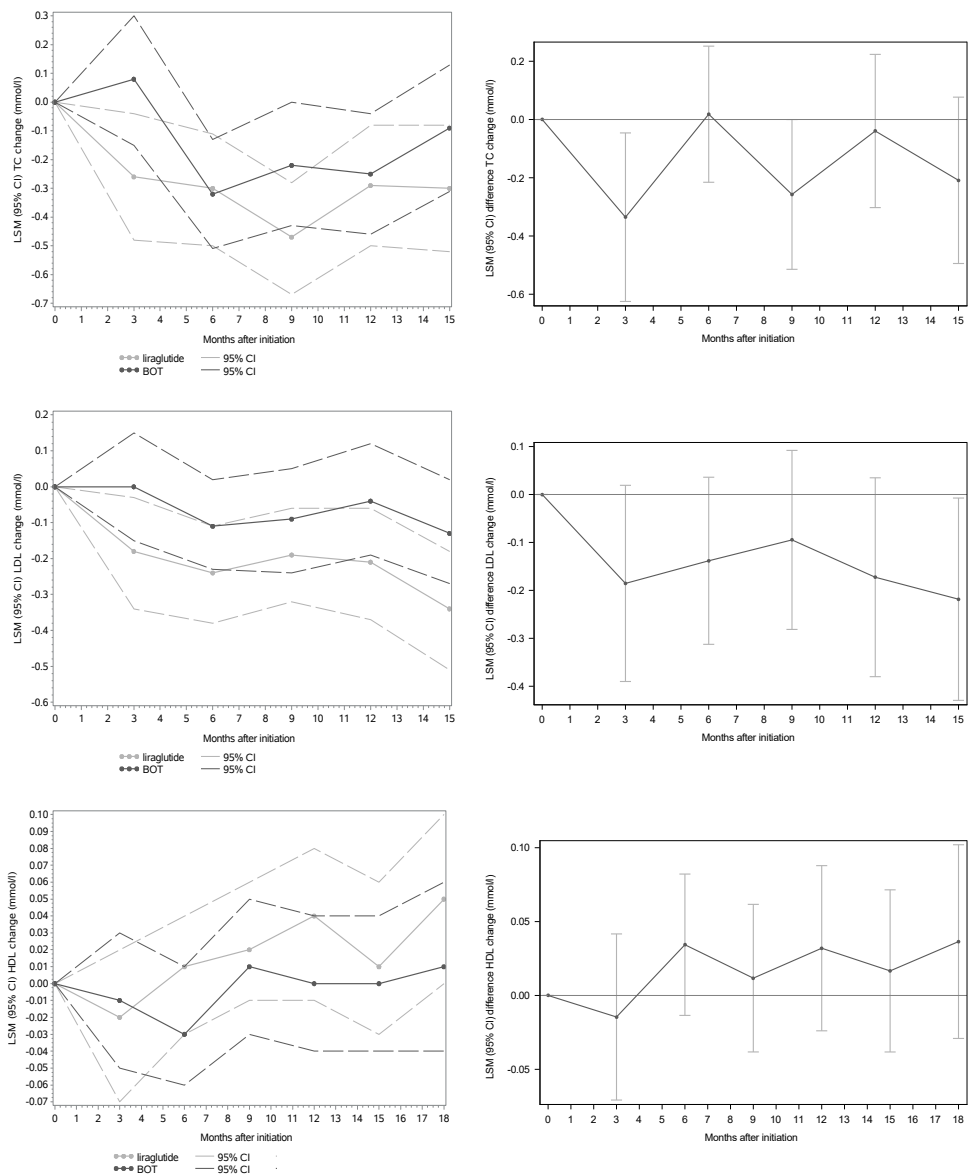 LSM (95% CI) TC change (mmol/l)
0.3
0.2
0.1
0.0
-0.1
-0.2
-0.3
-0.4
-0.5
-0.6
-0.7
0 1 2 3 4 5 6 7 8 9 10 11 12 13 14 15
Months after initiation
liraglutide 95% CI
BOT 95% CI
LSM (95% CI) difference TC change (mmol/l)
0.2
0.0
-0.2
-0.4
-0.6
0 1 2 3 4 5 6 7 8 9 10 11 12 13 14 15
Months after initiation
LSM (95% CI) LDL change (mmol/l)
0.2
0.1
0.0
-0.1
-0.2
-0.3
-0.4
-0.5
-0.6
0 1 2 3 4 5 6 7 8 9 10 11 12 13 14 15
Months after initiation
liraglutide 95% CI
BOT 95% CI
LSM (95% CI) difference LDL change (mmol/l)
0.1
0.0
-0.1
-0.2
-0.3
-0.4
0 1 2 3 4 5 6 7 8 9 10 11 12 13 14 15
Months after initiation
LSM (95% CI) HDL change (mmol/l)
0.10
0.09
0.08
0.07
0.06
0.05
0.04
0.03
0.02
0.01
0.00
-0.01
-0.02
-0.03
-0.04
-0.05
-0.06
-0.07
0 1 2 3 4 5 6 7 8 9 10 11 12 13 14 15 16 17 18
Months after initiation
liraglutide 95% CI
BOT 95% CI
LSM (95% CI) difference HDL change (mmol/l)
0.10
0.05
0.00
-0.05
0 1 2 3 4 5 6 7 8 9 10 11 12 13 14 15 16 17 18
Months after initiation